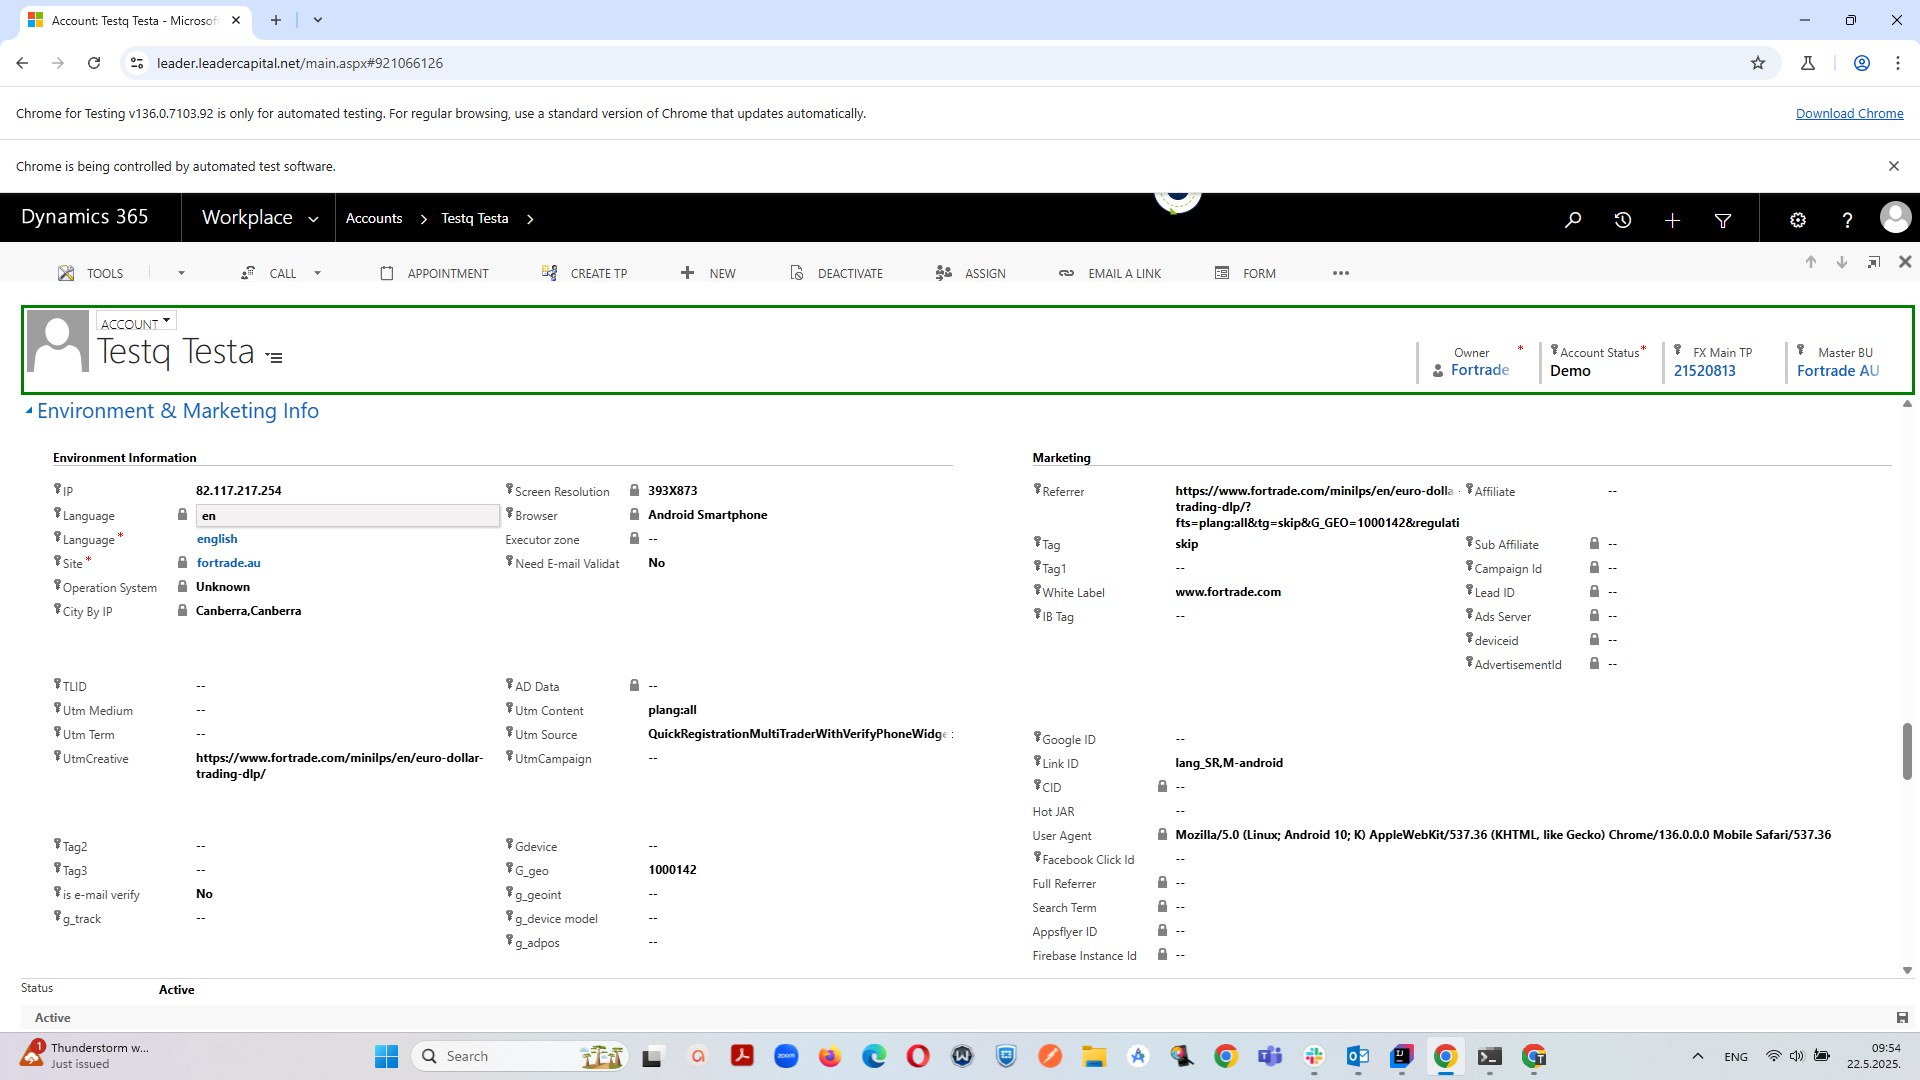 Account: Testq Testa - Microsof
leader.leadercapital.net/main.aspx#921066126
Chrome for Testing v136.0.7103.92 is only for automated testing. For regular browsing, use a standard version of Chrome that updates automatically.
Download Chrome
Chrome is being controlled by automated test software.
Dynamics 365
Workplace
Accounts
Testq Testa
TOOLS
CALL
APPOINTMENT
CREATE TP
NEW
DEACTIVATE
ASSIGN
EMAIL A LINK
FORM
ACCOUNT
Testq Testa
Owner *
Fortrade
Account Status *
Demo
FX Main TP
21520813
Master BU
Fortrade AU
Environment & Marketing Info
Environment Information
IP 82.117.217.254
Language en
Language * english
Site * fortrade.au
Operation System Unknown
City By IP Canberra,Canberra
Screen Resolution 393X873
Browser Android Smartphone
Executor zone --
Need E-mail Validat No
TLID --
Utm Medium --
Utm Term --
UtmCreative https://www.fortrade.com/minilps/en/euro-dollar-
trading-dlp/
AD Data --
Utm Content plang:all
Utm Source QuickRegistrationMultiTraderWithVerifyPhoneWidge
UtmCampaign --
Tag2 --
Tag3 --
is e-mail verify No
g_track --
Gdevice --
G_geo 1000142
g_geoint --
g_device model --
g_adpos --
Marketing
Referrer https://www.fortrade.com/minilps/en/euro-dolla
trading-dlp/?
fts=plang:all&tg=skip&G_GEO=1000142&regulati
Tag skip
Tag1 --
White Label www.fortrade.com
IB Tag --
Affiliate --
Sub Affiliate --
Campaign Id --
Lead ID --
Ads Server --
deviceid --
AdvertisementId --
Google ID --
Link ID lang_SR,M-android
CID --
Hot JAR --
User Agent Mozilla/5.0 (Linux; Android 10; K) AppleWebKit/537.36 (KHTML, like Gecko) Chrome/136.0.0.0 Mobile Safari/537.36
Facebook Click Id --
Full Referrer --
Search Term --
Appsflyer ID --
Firebase Instance Id --
Status Active
Active
1
Thunderstorm w...
Just issued
Search
zoom
ENG
09:54
22.5.2025.